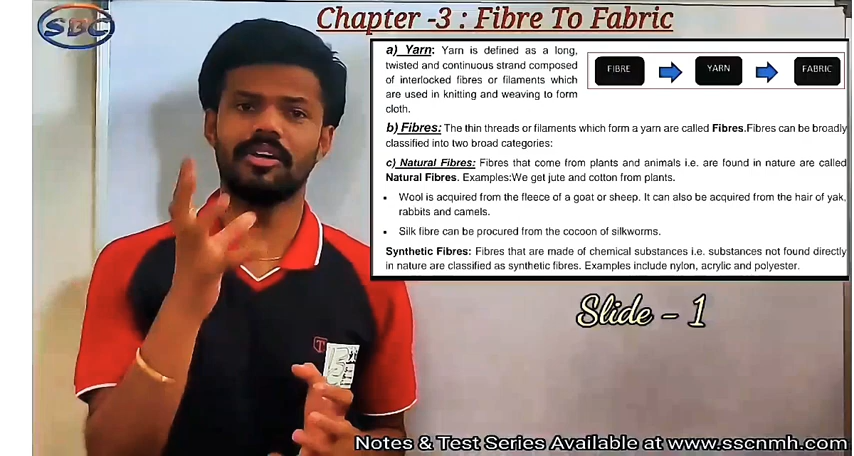 SBC
Chapter -3 : Fibre To Fabric
a) Yarn: Yarn is defined as a long,
twisted and continuous strand composed
of interlocked fibres or filaments which
are used in knitting and weaving to form
cloth.
FIBRE YARN FABRIC
b) Fibres: The thin threads or filaments which form a yarn are called Fibres.Fibres can be broadly
classified into two broad categories:
c) Natural Fibres: Fibres that come from plants and animals i.e. are found in nature are called
Natural Fibres. Examples:We get jute and cotton from plants.
• Wool is acquired from the fleece of a goat or sheep. It can also be acquired from the hair of yak,
rabbits and camels.
• Silk fibre can be procured from the cocoon of silkworms.
Synthetic Fibres: Fibres that are made of chemical substances i.e. substances not found directly
in nature are classified as synthetic fibres. Examples include nylon, acrylic and polyester.
Slide - 1
Notes & Test Series Available at www.sscnmh.com